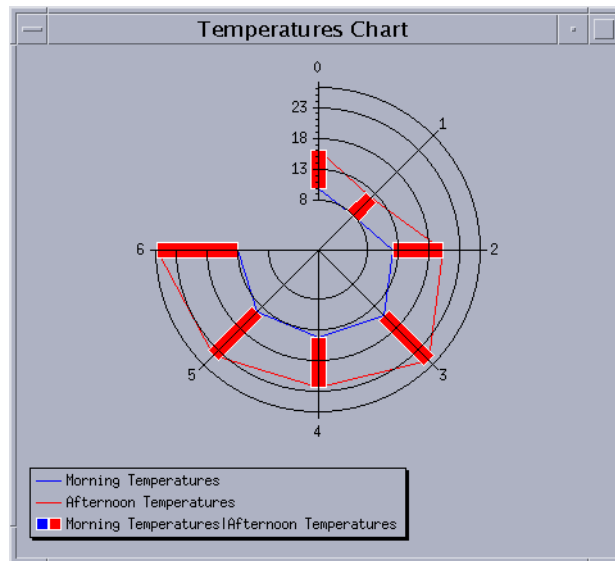 Temperatures Chart
0
23
1
18
13
8
6
2
5
3
4
Morning Temperatures
Afternoon Temperatures
Morning Temperatures|Afternoon Temperatures